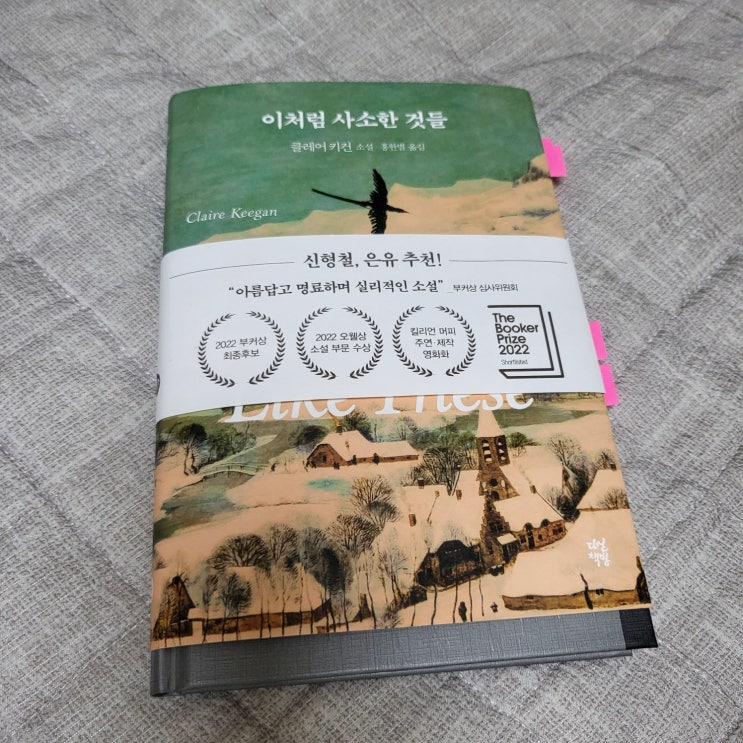 이처럼 사소한 것들
클레어 키건 소설 홍한별 옮김
Claire Keegan
신형철, 은유 추천!
“아름답고 명료하며 실리적인 소설” 부커상 심사위원회
2022 부커상
최종후보
2022 오웰상
소설 부문 수상
킬리언 머피
주연·제작
영화화
The
Booker
Prize
2022
Shortlisted
Like These
다산
책방